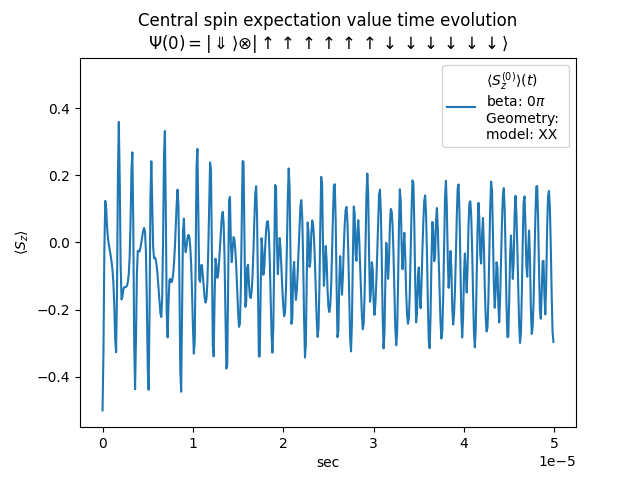 Central spin expectation value time evolution
Ψ(0) = | ⇓ ⟩⊗| ↑ ↑ ↑ ↑ ↑ ↑ ↓ ↓ ↓ ↓ ↓ ↓⟩
⟨S_z^{(0)}⟩(t)
beta: 0π
Geometry:
model: XX
⟨S_z⟩
0.4
0.2
0.0
−0.2
−0.4
0 1 2 3 4 5
1e−5
sec